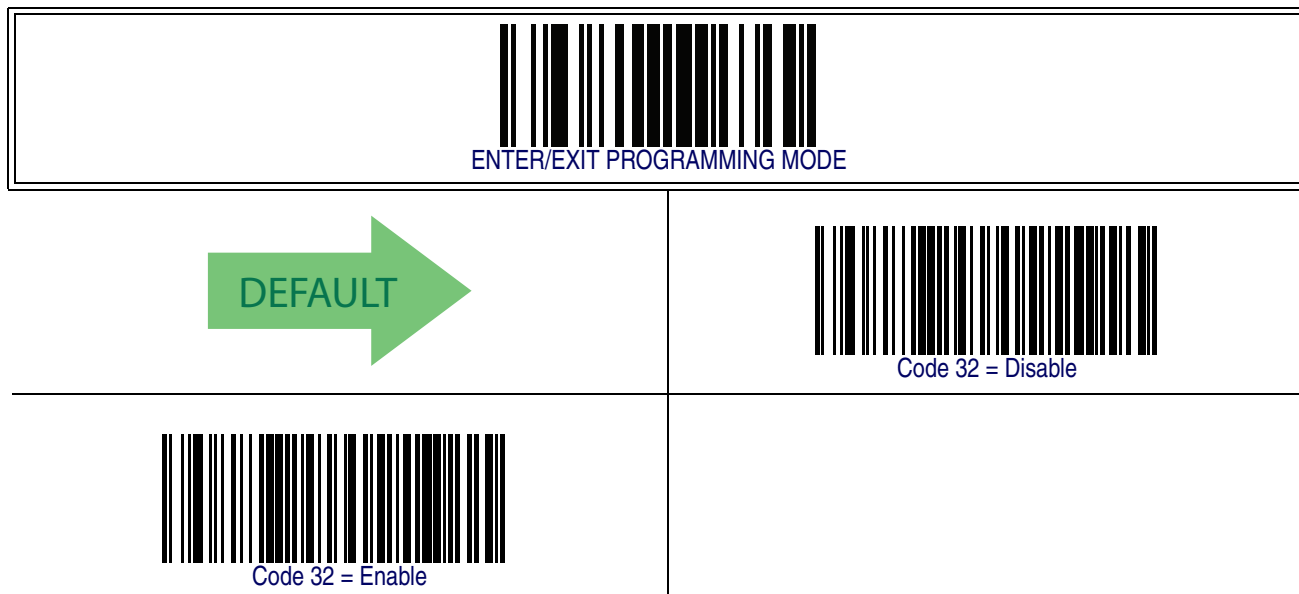 ENTER/EXIT PROGRAMMING MODE
DEFAULT
Code 32 = Disable
Code 32 = Enable